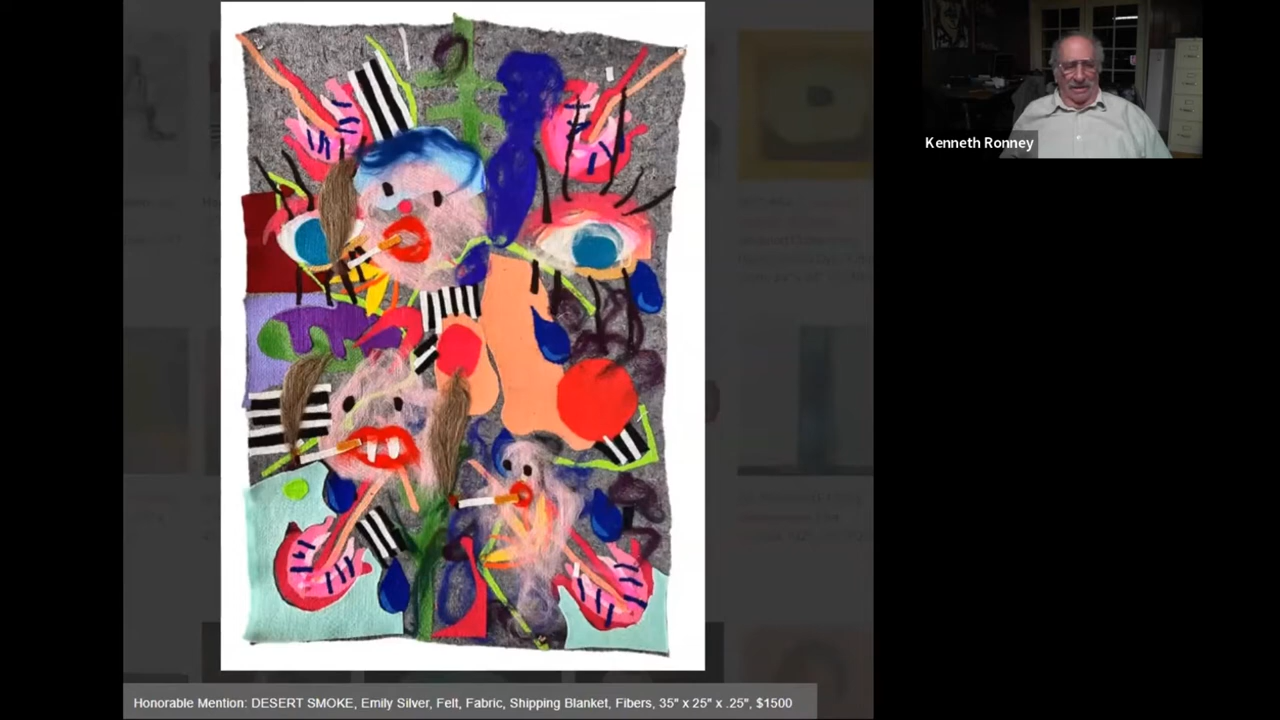 Kenneth Ronney
Honorable Mention: DESERT SMOKE, Emily Silver, Felt, Fabric, Shipping Blanket, Fibers, 35" x 25" x .25", $1500